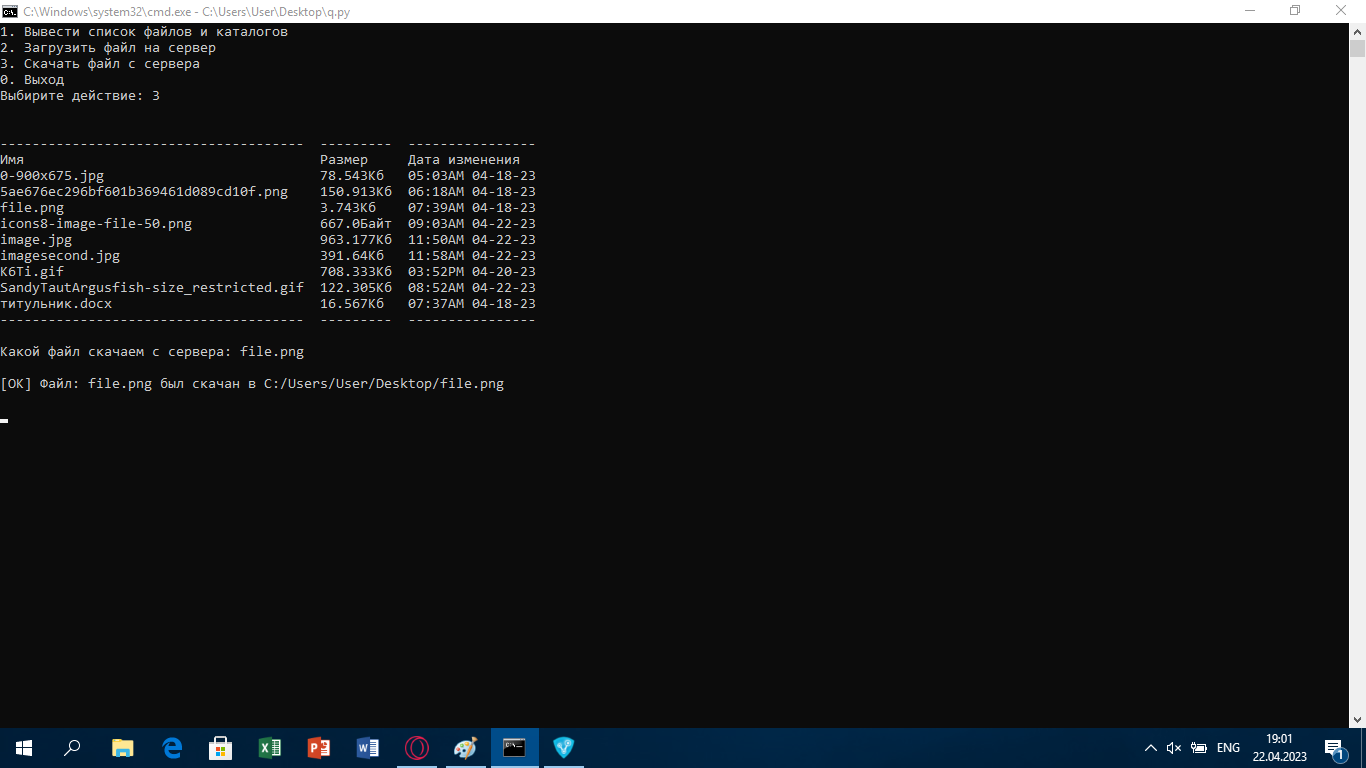 C:\Windows\system32\cmd.exe - C:\Users\User\Desktop\q.py
1. Вывести список файлов и каталогов
2. Загрузить файл на сервер
3. Скачать файл с сервера
0. Выход
Выбирите действие: 3
-------------------------------------- --------- ----------------
Имя Размер Дата изменения
0-900x675.jpg 78.543Кб 05:03AM 04-18-23
5ae676ec296bf601b369461d089cd10f.png 150.913Кб 06:18AM 04-18-23
file.png 3.743Кб 07:39AM 04-18-23
icons8-image-file-50.png 667.0Байт 09:03AM 04-22-23
image.jpg 963.177Кб 11:50AM 04-22-23
imagesecond.jpg 391.64Кб 11:58AM 04-22-23
K6Ti.gif 708.333Кб 03:52PM 04-20-23
SandyTautArgusfish-size_restricted.gif 122.305Кб 08:52AM 04-22-23
титульник.docx 16.567Кб 07:37AM 04-18-23
-------------------------------------- --------- ----------------
Какой файл скачаем с сервера: file.png
[OK] Файл: file.png был скачан в C:/Users/User/Desktop/file.png
ENG
19:01
22.04.2023
1